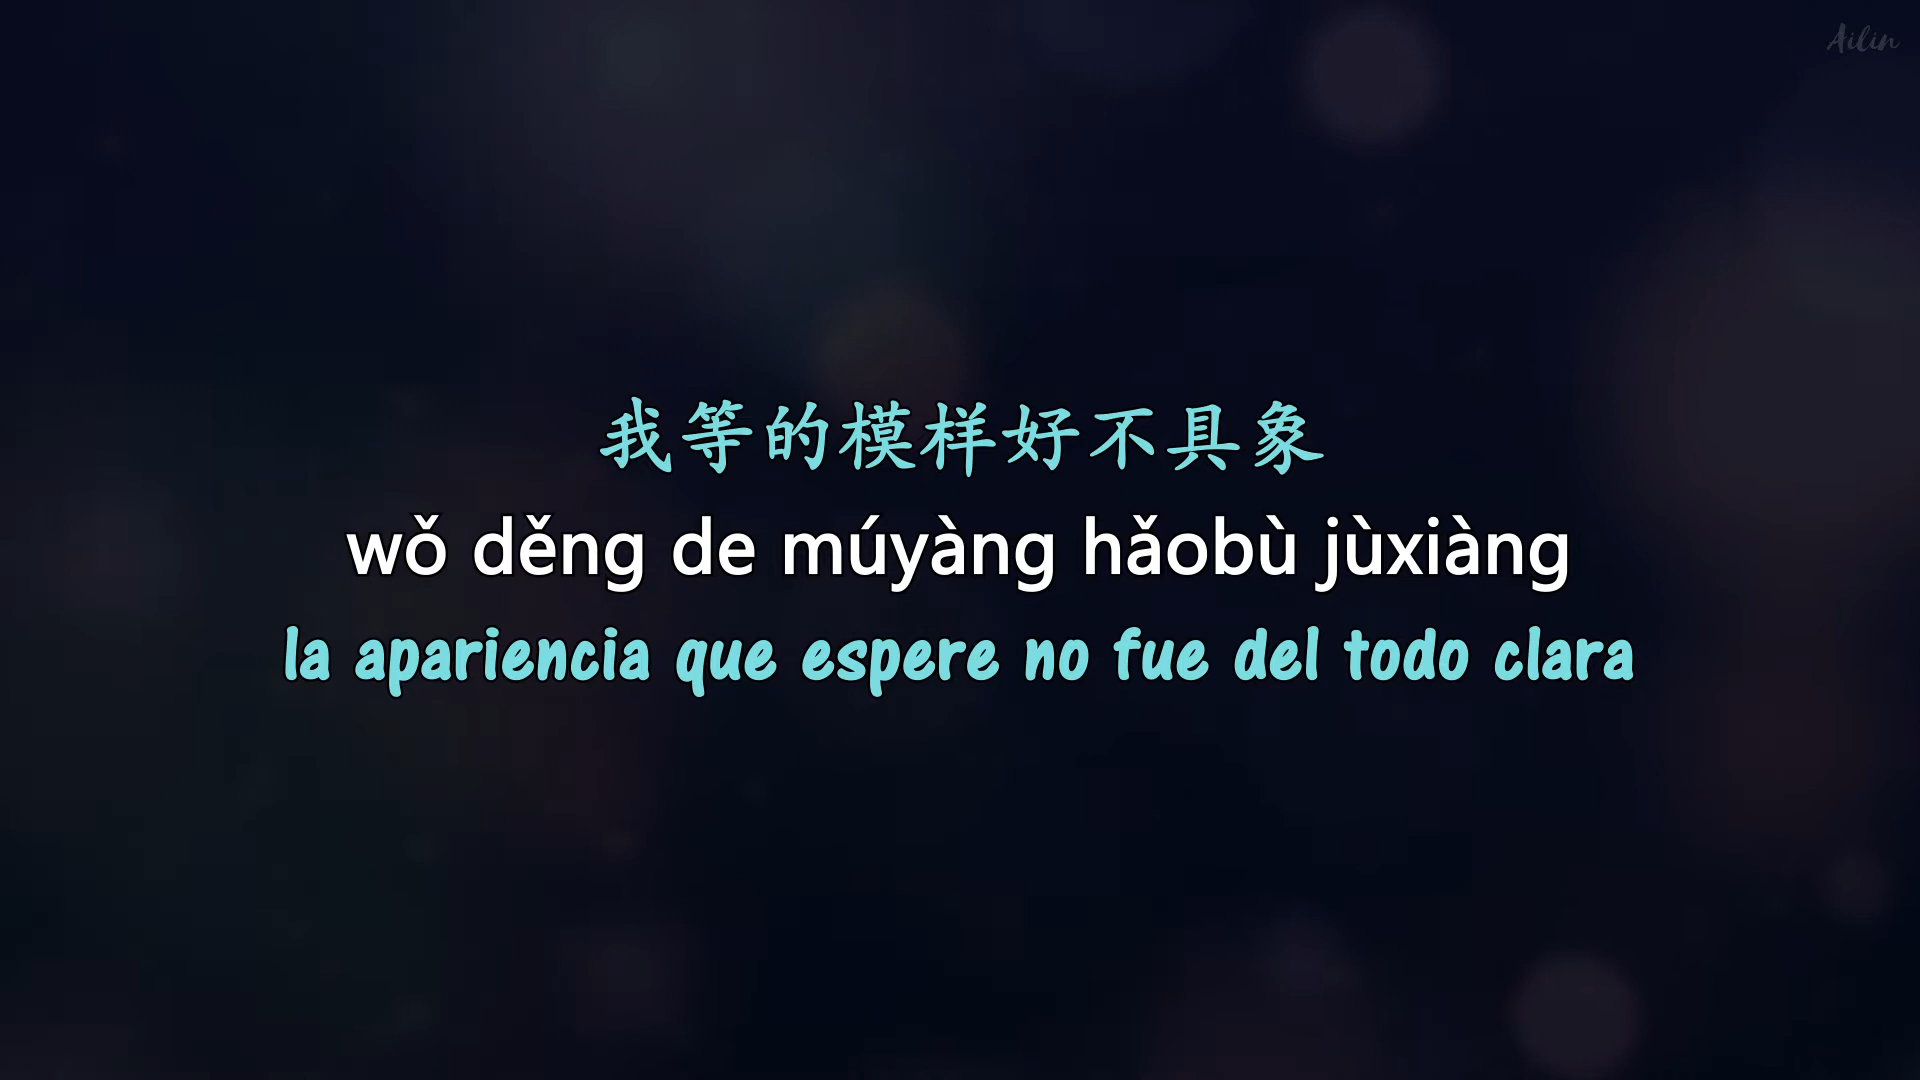 Ailin
我等的模样好不具象
wǒ děng de múyàng hǎobù jùxiàng
la apariencia que espere no fue del todo clara